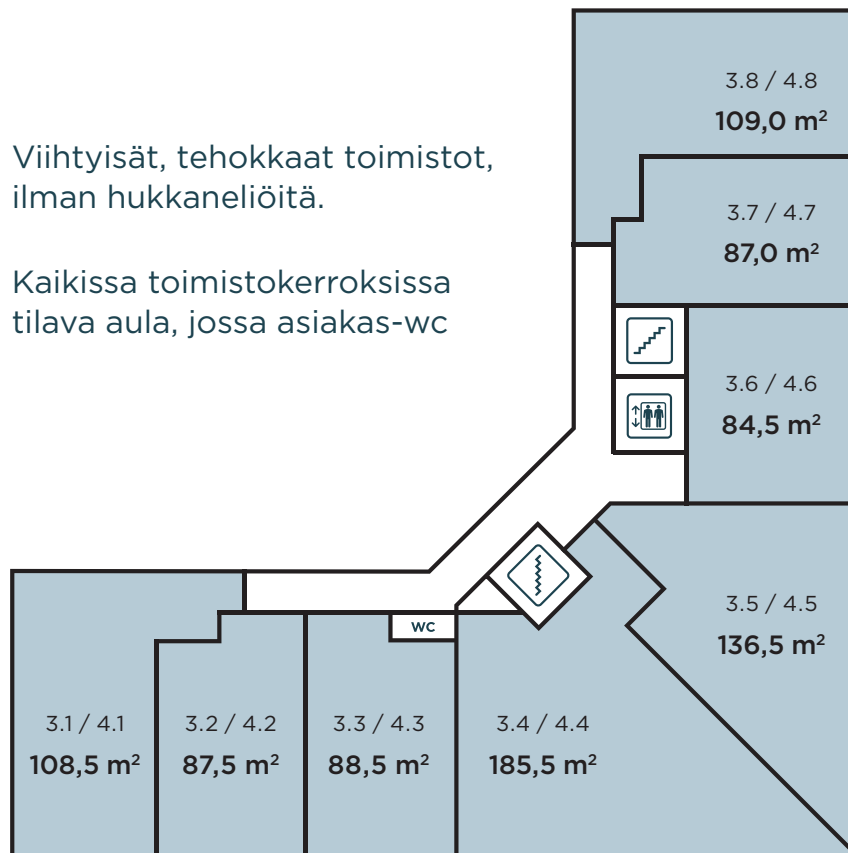 Viihtyisät, tehokkaat toimistot,
ilman hukkaneliöitä.
Kaikissa toimistokerroksissa
tilava aula, jossa asiakas-wc
3.8 / 4.8
109,0 m²
3.7 / 4.7
87,0 m²
3.6 / 4.6
84,5 m²
3.5 / 4.5
136,5 m²
WC
3.1 / 4.1
108,5 m²
3.2 / 4.2
87,5 m²
3.3 / 4.3
88,5 m²
3.4 / 4.4
185,5 m²